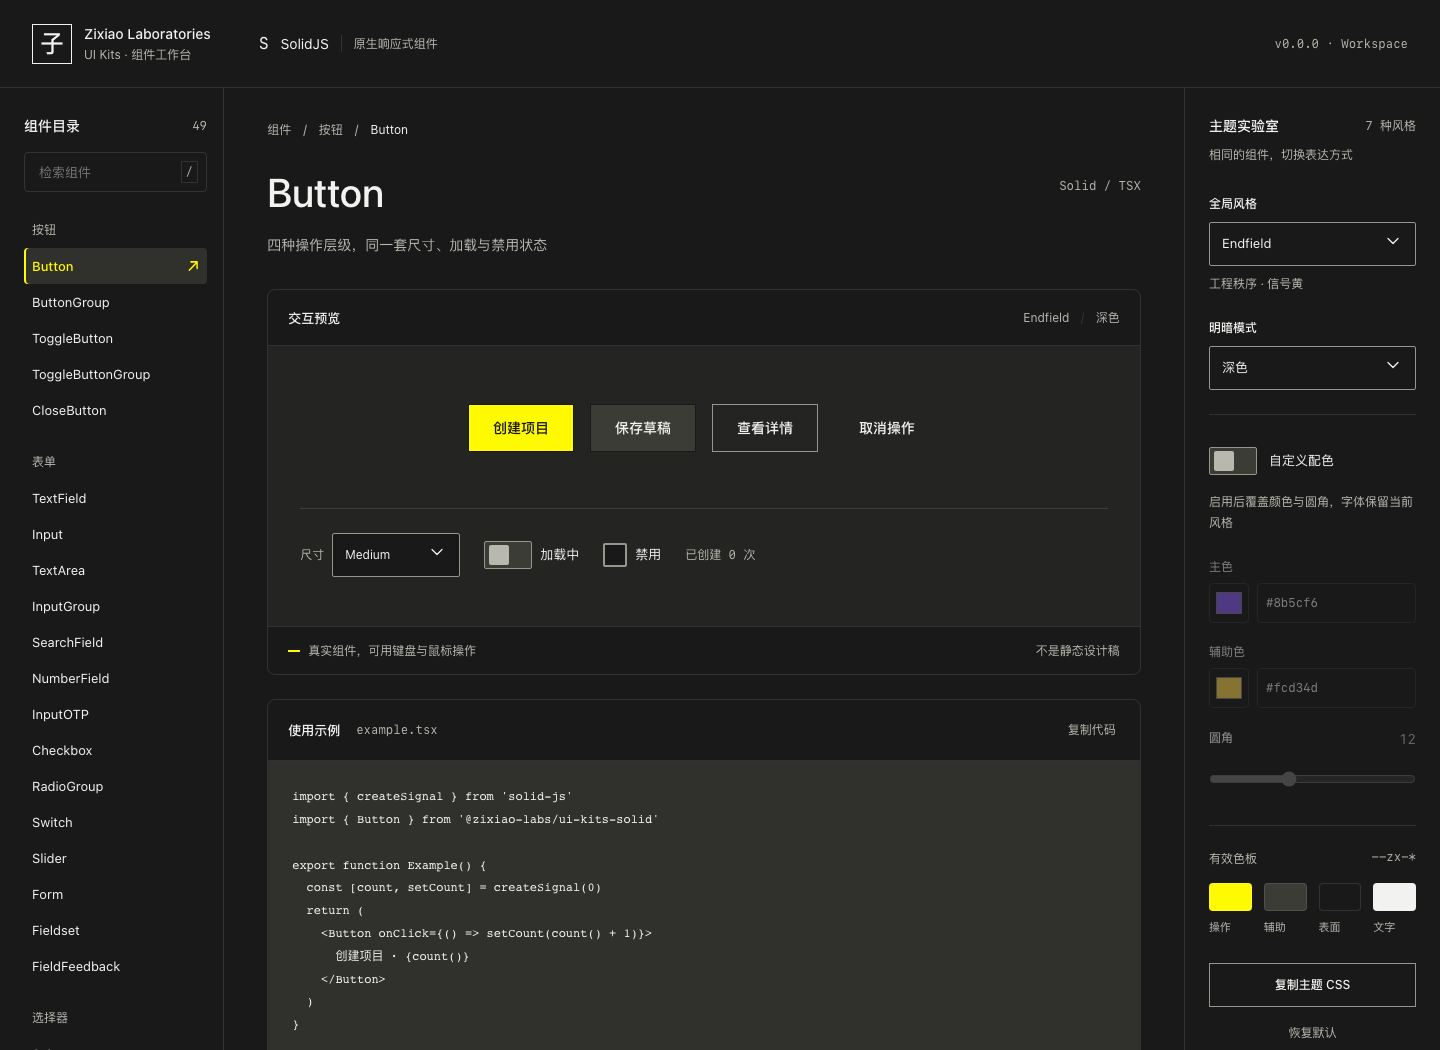 子
Zixiao Laboratories
UI Kits · 组件工作台
S SolidJS
原生响应式组件
v0.0.0 · Workspace
组件目录
49
检索组件
/
按钮
Button
ButtonGroup
ToggleButton
ToggleButtonGroup
CloseButton
表单
TextField
Input
TextArea
InputGroup
SearchField
NumberField
InputOTP
Checkbox
RadioGroup
Switch
Slider
Form
Fieldset
FieldFeedback
选择器
组件 / 按钮 / Button
Button
Solid / TSX
四种操作层级，同一套尺寸、加载与禁用状态
交互预览
Endfield / 深色
创建项目
保存草稿
查看详情
取消操作
尺寸
Medium
加载中
禁用
已创建 0 次
真实组件，可用键盘与鼠标操作
不是静态设计稿
使用示例
example.tsx
复制代码
import { createSignal } from 'solid-js'
import { Button } from '@zixiao-labs/ui-kits-solid'
export function Example() {
const [count, setCount] = createSignal(0)
return (
<Button onClick={() => setCount(count() + 1)}>
创建项目 · {count()}
</Button>
)
}
主题实验室
7 种风格
相同的组件，切换表达方式
全局风格
Endfield
工程秩序 · 信号黄
明暗模式
深色
自定义配色
启用后覆盖颜色与圆角，字体保留当前
风格
主色
#8b5cf6
辅助色
#fcd34d
圆角
12
有效色板
--zx-*
操作
辅助
表面
文字
复制主题 CSS
恢复默认